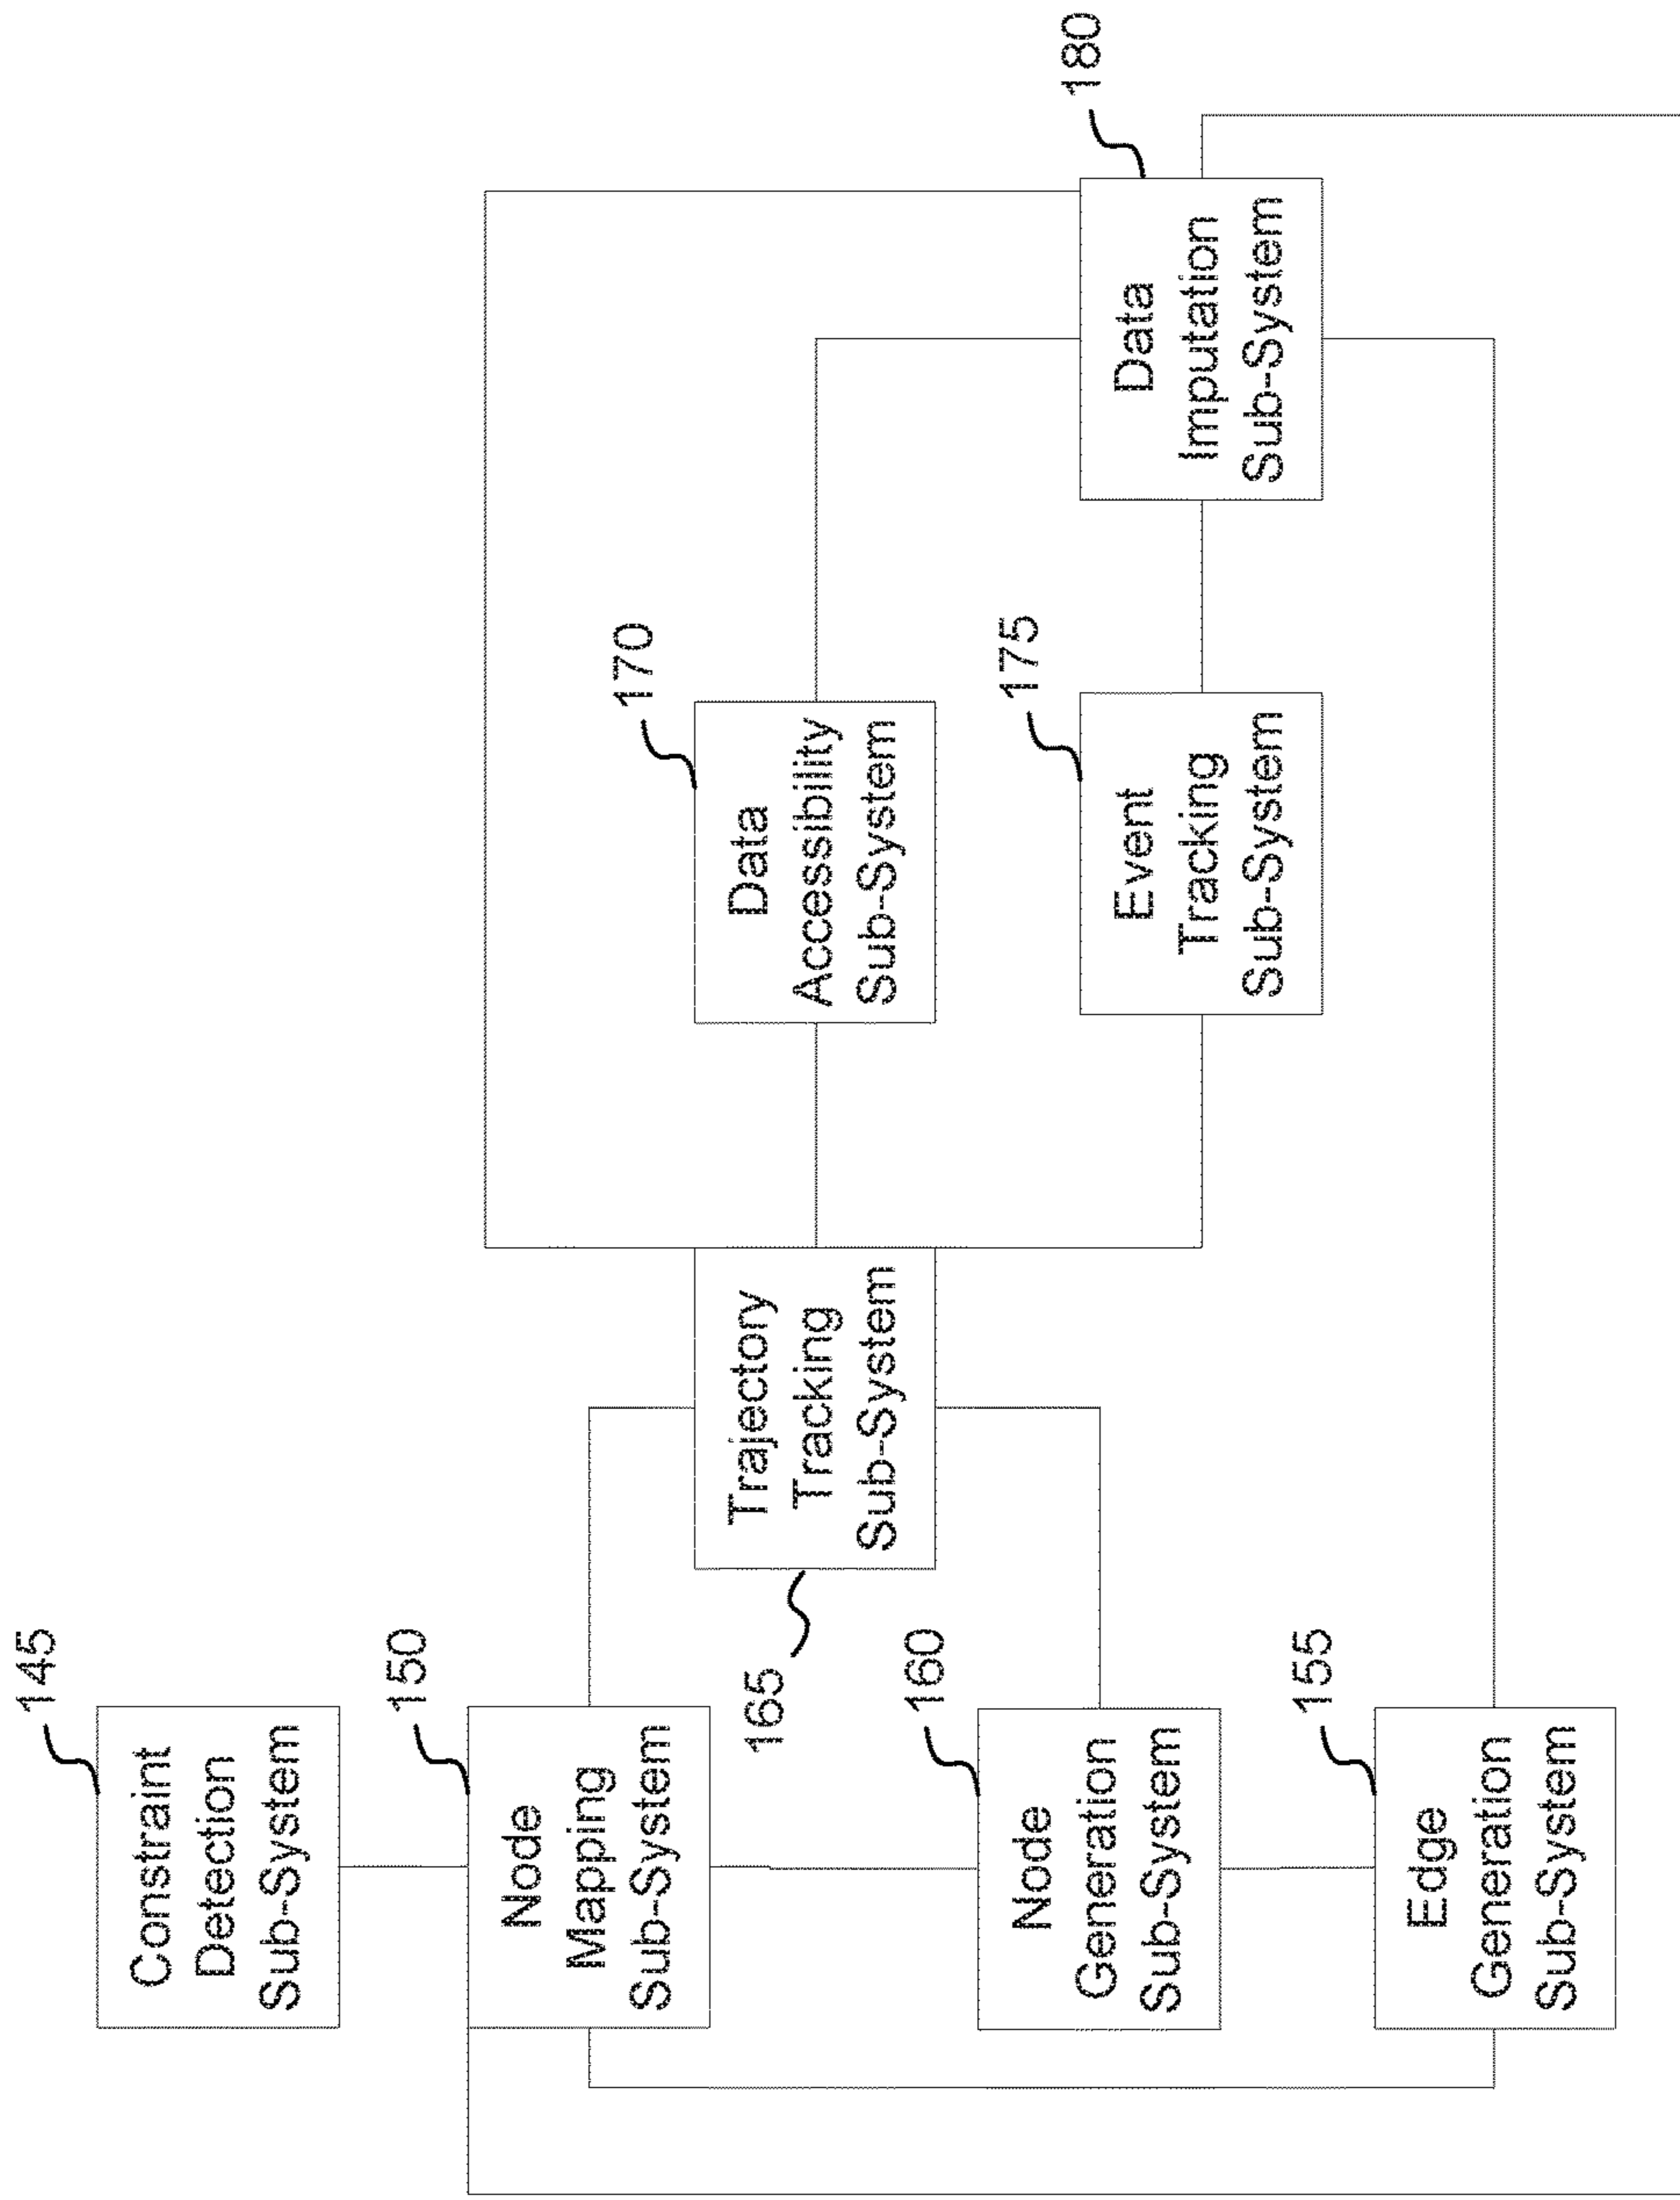 145
Constraint
Detection
Sub-System
150
Node
Mapping
Sub-System
160
Node
Generation
Sub-System
155
Edge
Generation
Sub-System
165
Trajectory
Tracking
Sub-System
170
Data
Accessibility
Sub-System
175
Event
Tracking
Sub-System
180
Data
Imputation
Sub-System